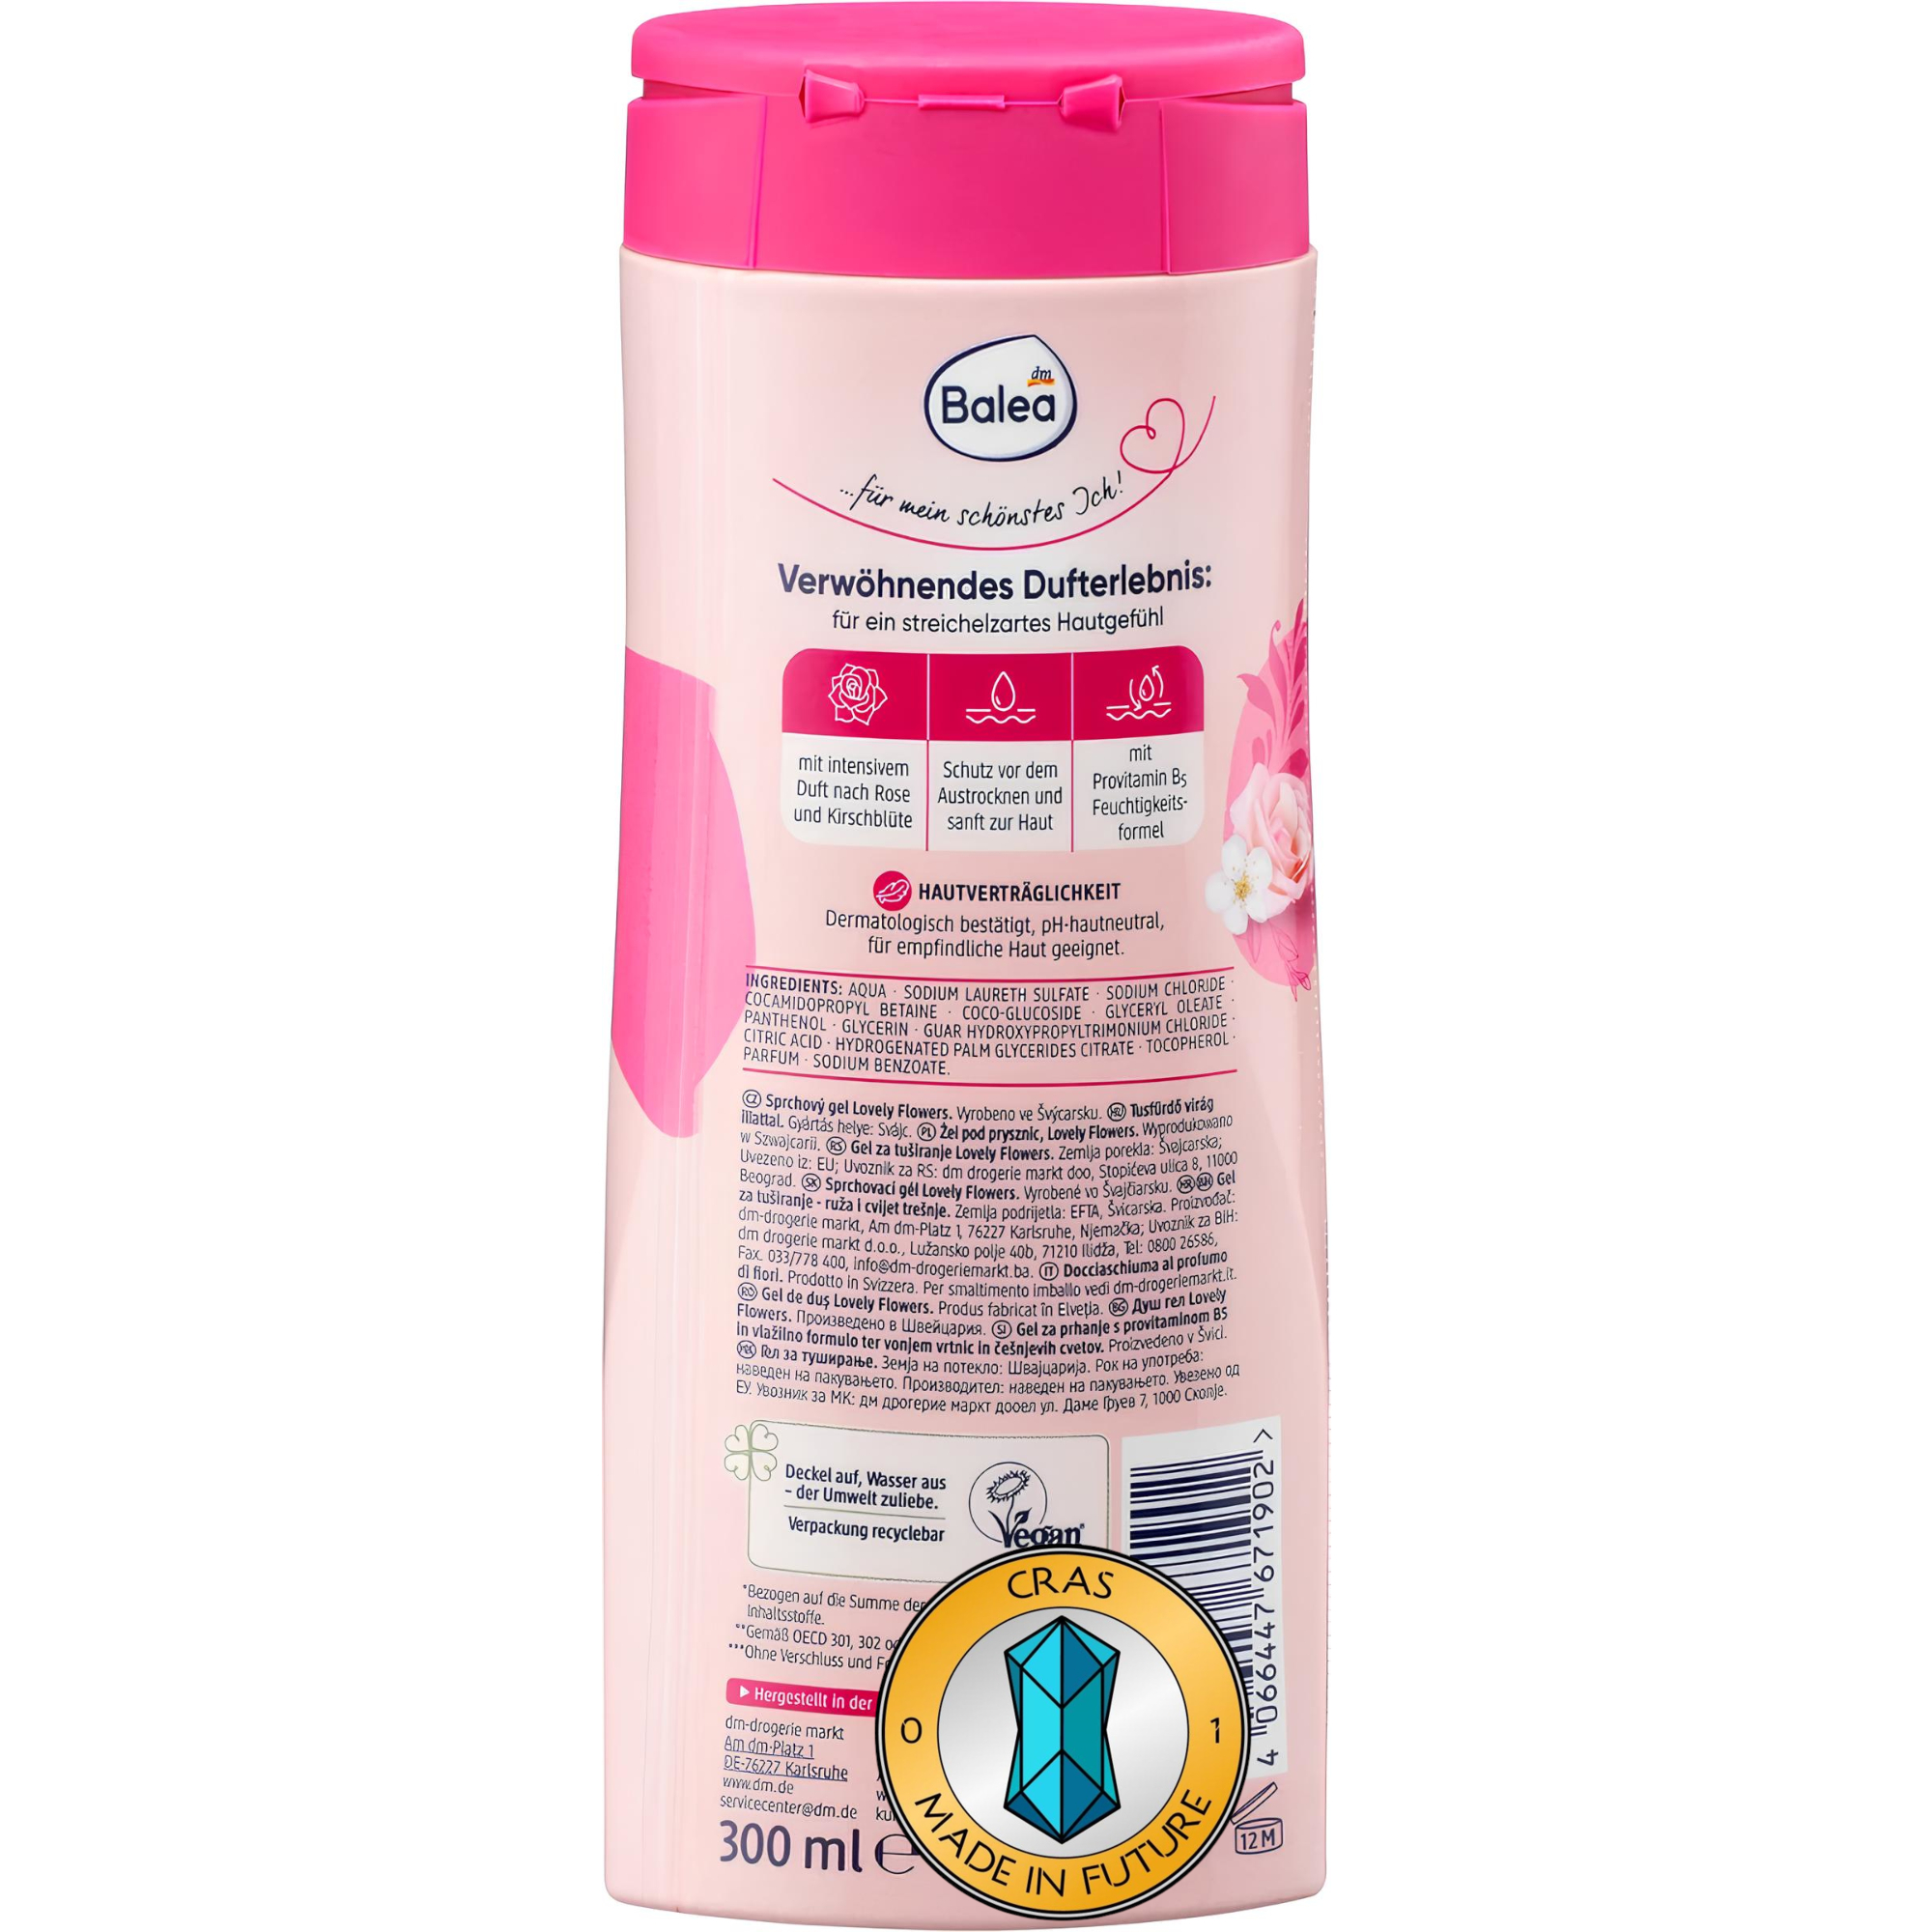 dm
Balea
...für mein schönstes Ich!
Verwöhnendes Dufterlebnis:
für ein streichelzartes Hautgefühl
mit intensivem
Duft nach Rose
und Kirschblüte
Schutz vor dem
Austrocknen und
sanft zur Haut
mit
Provitamin B5
Feuchtigkeits-
formel
HAUTVERTRÄGLICHKEIT
Dermatologisch bestätigt, pH-hautneutral,
für empfindliche Haut geeignet.
INGREDIENTS: AQUA · SODIUM LAURETH SULFATE · SODIUM CHLORIDE ·
COCAMIDOPROPYL BETAINE · COCO-GLUCOSIDE · GLYCERYL OLEATE ·
PANTHENOL · GLYCERIN · GUAR HYDROXYPROPYLTRIMONIUM CHLORIDE ·
CITRIC ACID · HYDROGENATED PALM GLYCERIDES CITRATE · TOCOPHEROL ·
PARFUM · SODIUM BENZOATE.
CZ Sprchový gel Lovely Flowers. Vyrobeno ve Švýcarsku. HU Tusfürdő virág
illattal. Gyártás helye: Svájc. PL Żel pod prysznic, Lovely Flowers. Wyprodukowano
w Szwajcarii. RS Gel za tuširanje Lovely Flowers. Zemlja porekla: Švajcarska;
Uvezeno iz: EU; Uvoznik za RS: dm drogerie markt doo, Stopićeva ulica 8, 11000
Beograd. SK Sprchovací gél Lovely Flowers. Vyrobené vo Švajčiarsku. HR BH Gel
za tuširanje - ruža i cvijet trešnje. Zemlja podrijetla: EFTA, Švicarska. Proizvođač:
dm-drogerie markt, Am dm-Platz 1, 76227 Karlsruhe, Njemačka; Uvoznik za BIH:
dm drogerie markt d.o.o., Lužansko polje 40b, 71210 Ilidža, Tel: 0800 26586,
Fax. 033/778 400, info@dm-drogeriemarkt.ba. IT Docciaschiuma al profumo
di fiori. Prodotto in Svizzera. Per smaltimento imballo vedi dm-drogeriemarkt.it.
RO Gel de duș Lovely Flowers. Produs fabricat în Elveția. BG Душ гел Lovely
Flowers. Произведено в Швейцария. SI Gel za prhanje s provitaminom B5
in vlažilno formulo ter vonjem vrtnic in češnjevih cvetov. Proizvedeno v Švici.
MK Гел за туширање. Земја на потекло: Швајцарија. Рок на употреба:
наведен на пакувањето. Производител: наведен на пакувањето. Увезено од
ЕУ. Увозник за МК: дм дрогерие маркт дооел ул. Даме Груев 7, 1000 Скопје.
Deckel auf, Wasser aus
– der Umwelt zuliebe.
Verpackung recyclebar
Vegan
*Bezogen auf die Summe der
Inhaltsstoffe.
**Gemäß OECD 301, 302
***Ohne Verschluss und
Hergestellt in der
dm-drogerie markt
Am dm-Platz 1
DE-76227 Karlsruhe
www.dm.de
servicecenter@dm.de
300 ml e
4 066447 671902 >
12 M
CRAS
0 1
MADE IN FUTURE